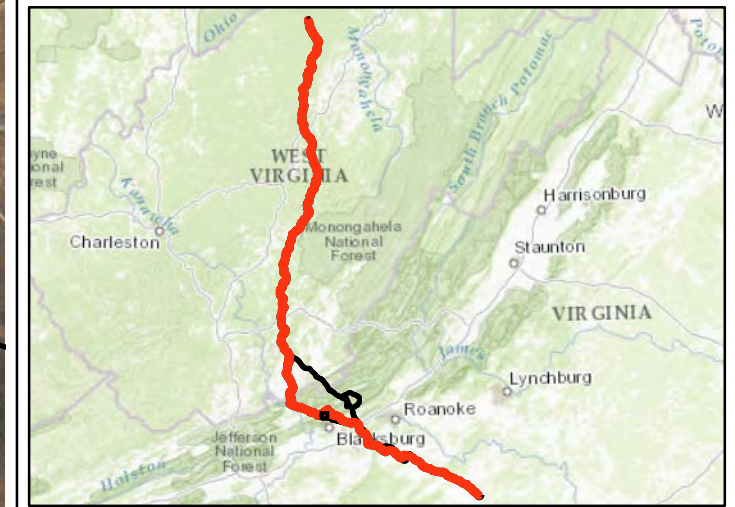 Ohio
Monongahela
South Branch Potomac
WEST
VIRGINIA
Kanawha
Charleston
Monongahela
National
Forest
Harrisonburg
Staunton
VIRGINIA
James
Lynchburg
Roanoke
Blacksburg
Jefferson
National
Forest
Holston